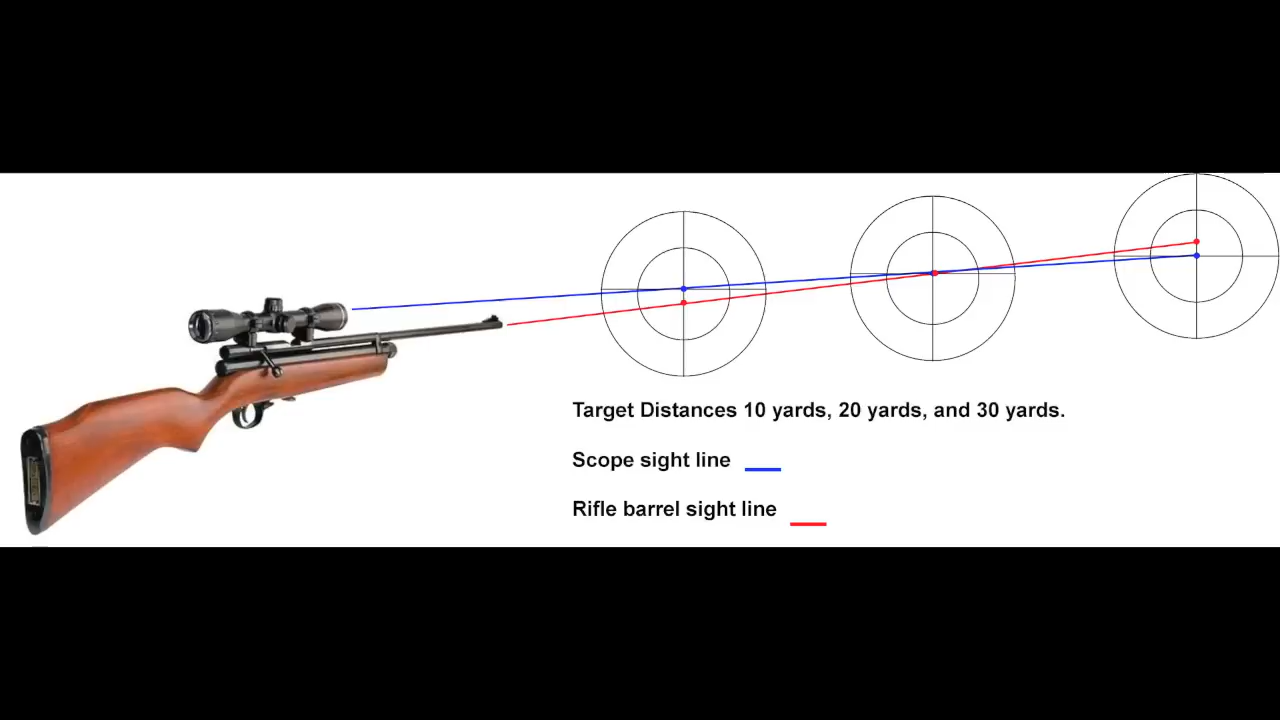 Target Distances 10 yards, 20 yards, and 30 yards.
Scope sight line
Rifle barrel sight line